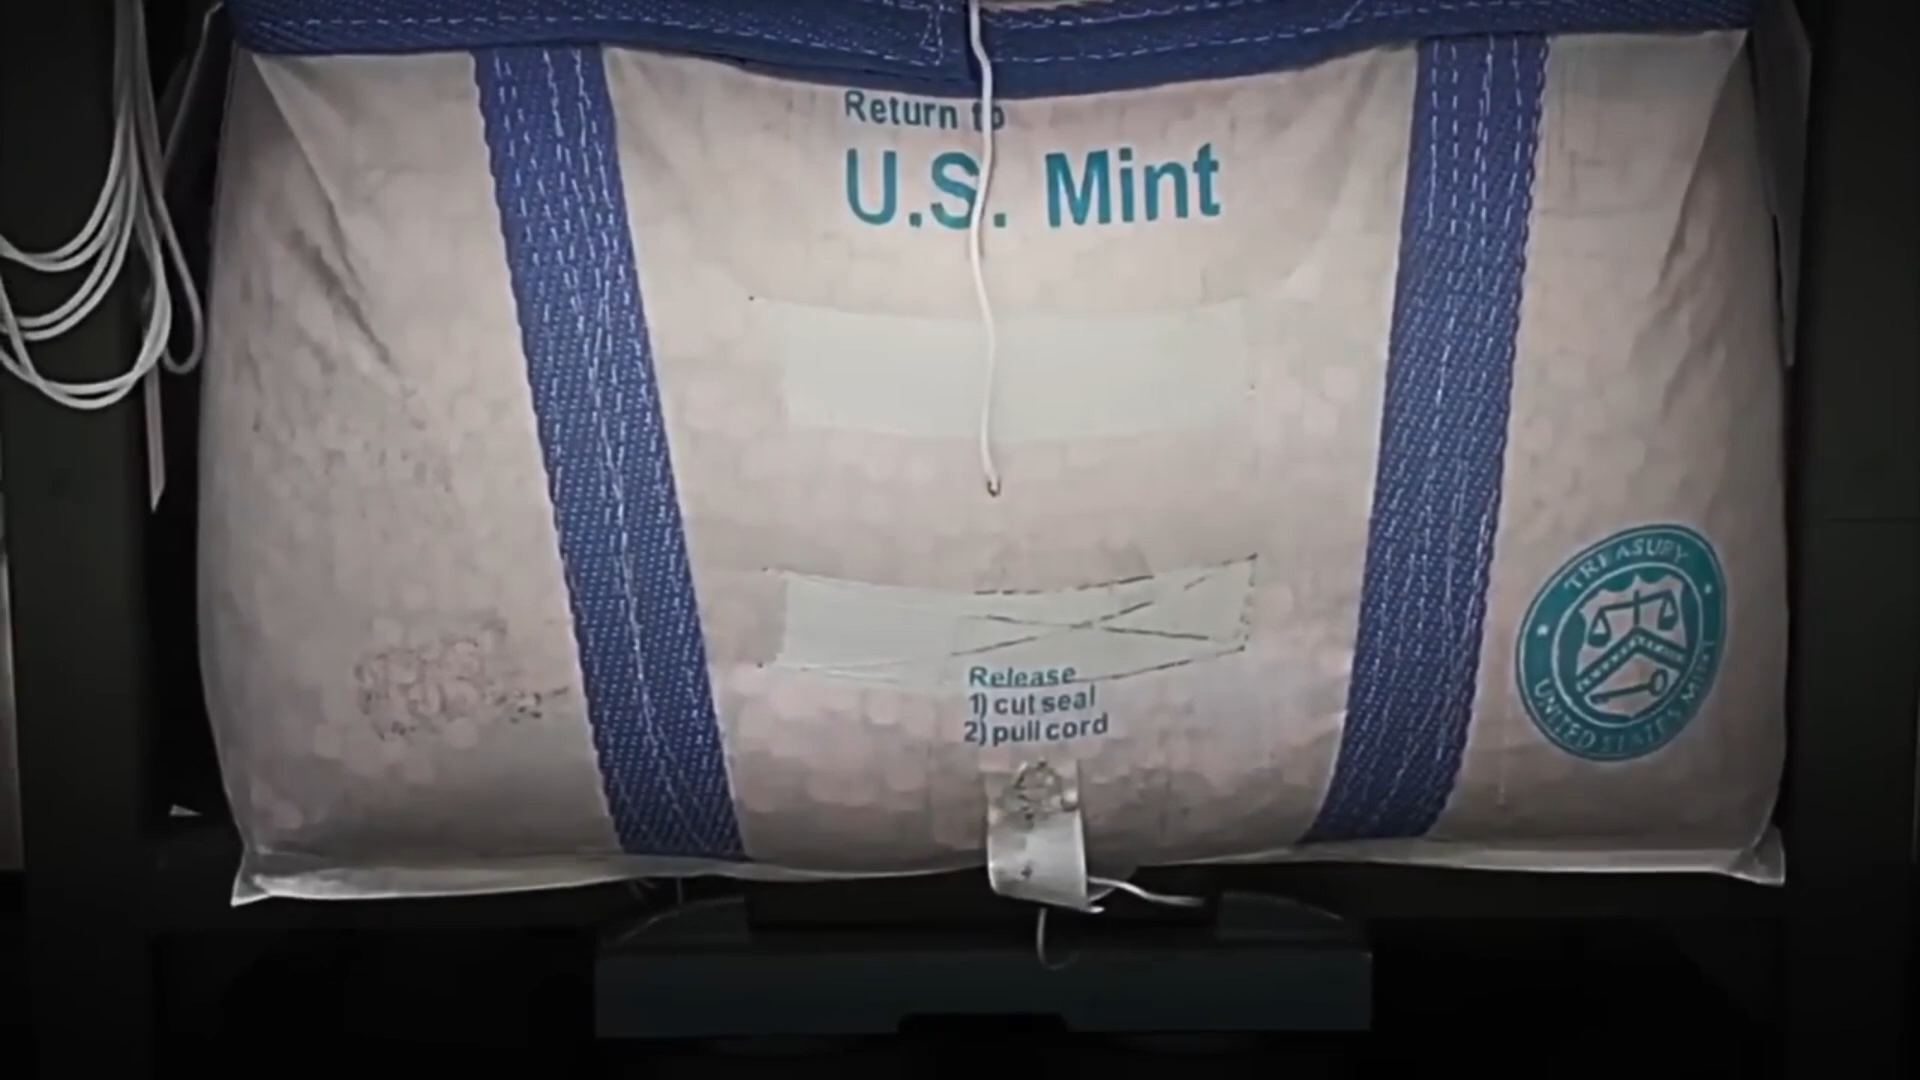 Return to
U.S. Mint
Release
1) cut seal
2) pull cord
TREASURY
UNITED STATES MINT